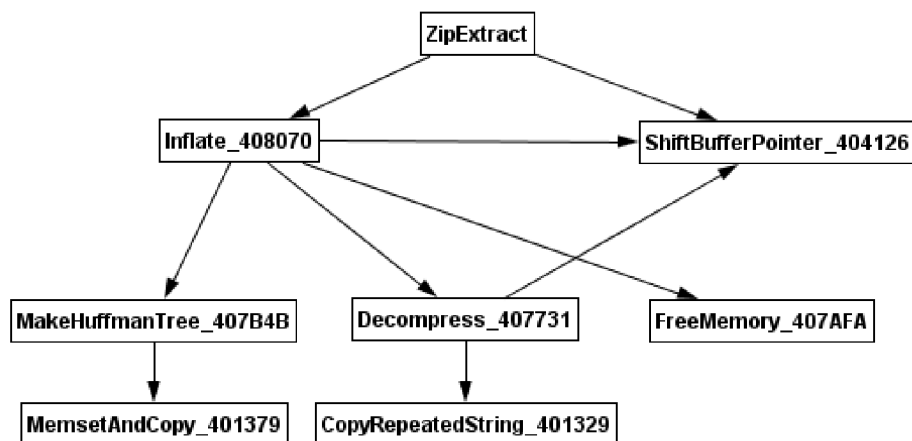 ZipExtract
Inflate_408070
ShiftBufferPointer_404126
MakeHuffmanTree_407B4B
Decompress_407731
FreeMemory_407AFA
MemsetAndCopy_401379
CopyRepeatedString_401329